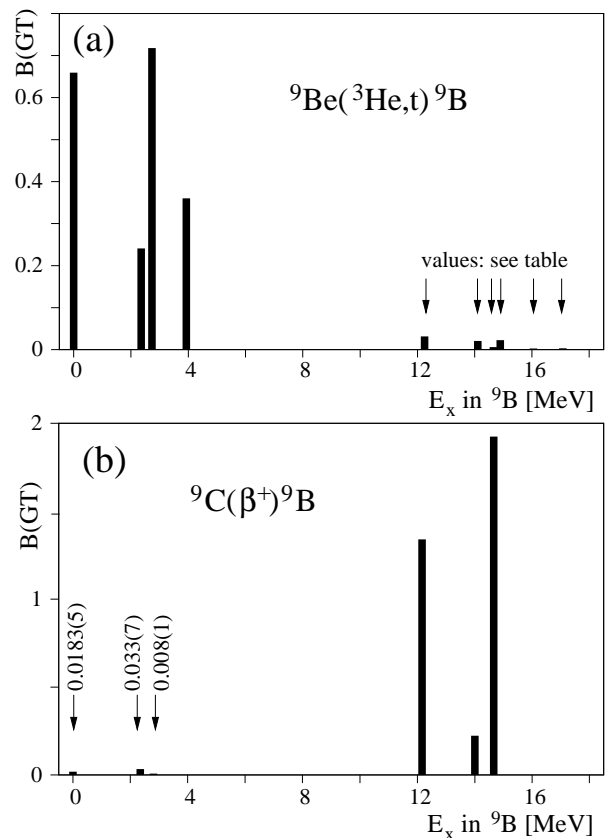 (a)
B(GT)
⁹Be(³He,t)⁹B
0.6
0.4
0.2
0
values: see table
0 4 8 12 16
Eₓ in ⁹B [MeV]
(b)
B(GT)
⁹C(β⁺)⁹B
2
1
0
0.0183(5)
0.033(7)
0.008(1)
0 4 8 12 16
Eₓ in ⁹B [MeV]